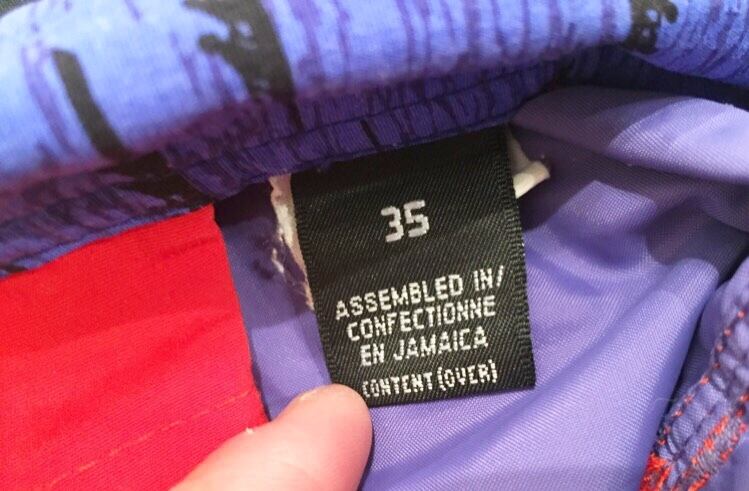 35
ASSEMBLED IN/
CONFECTIONNE
EN JAMAICA
CONTENT (OVER)